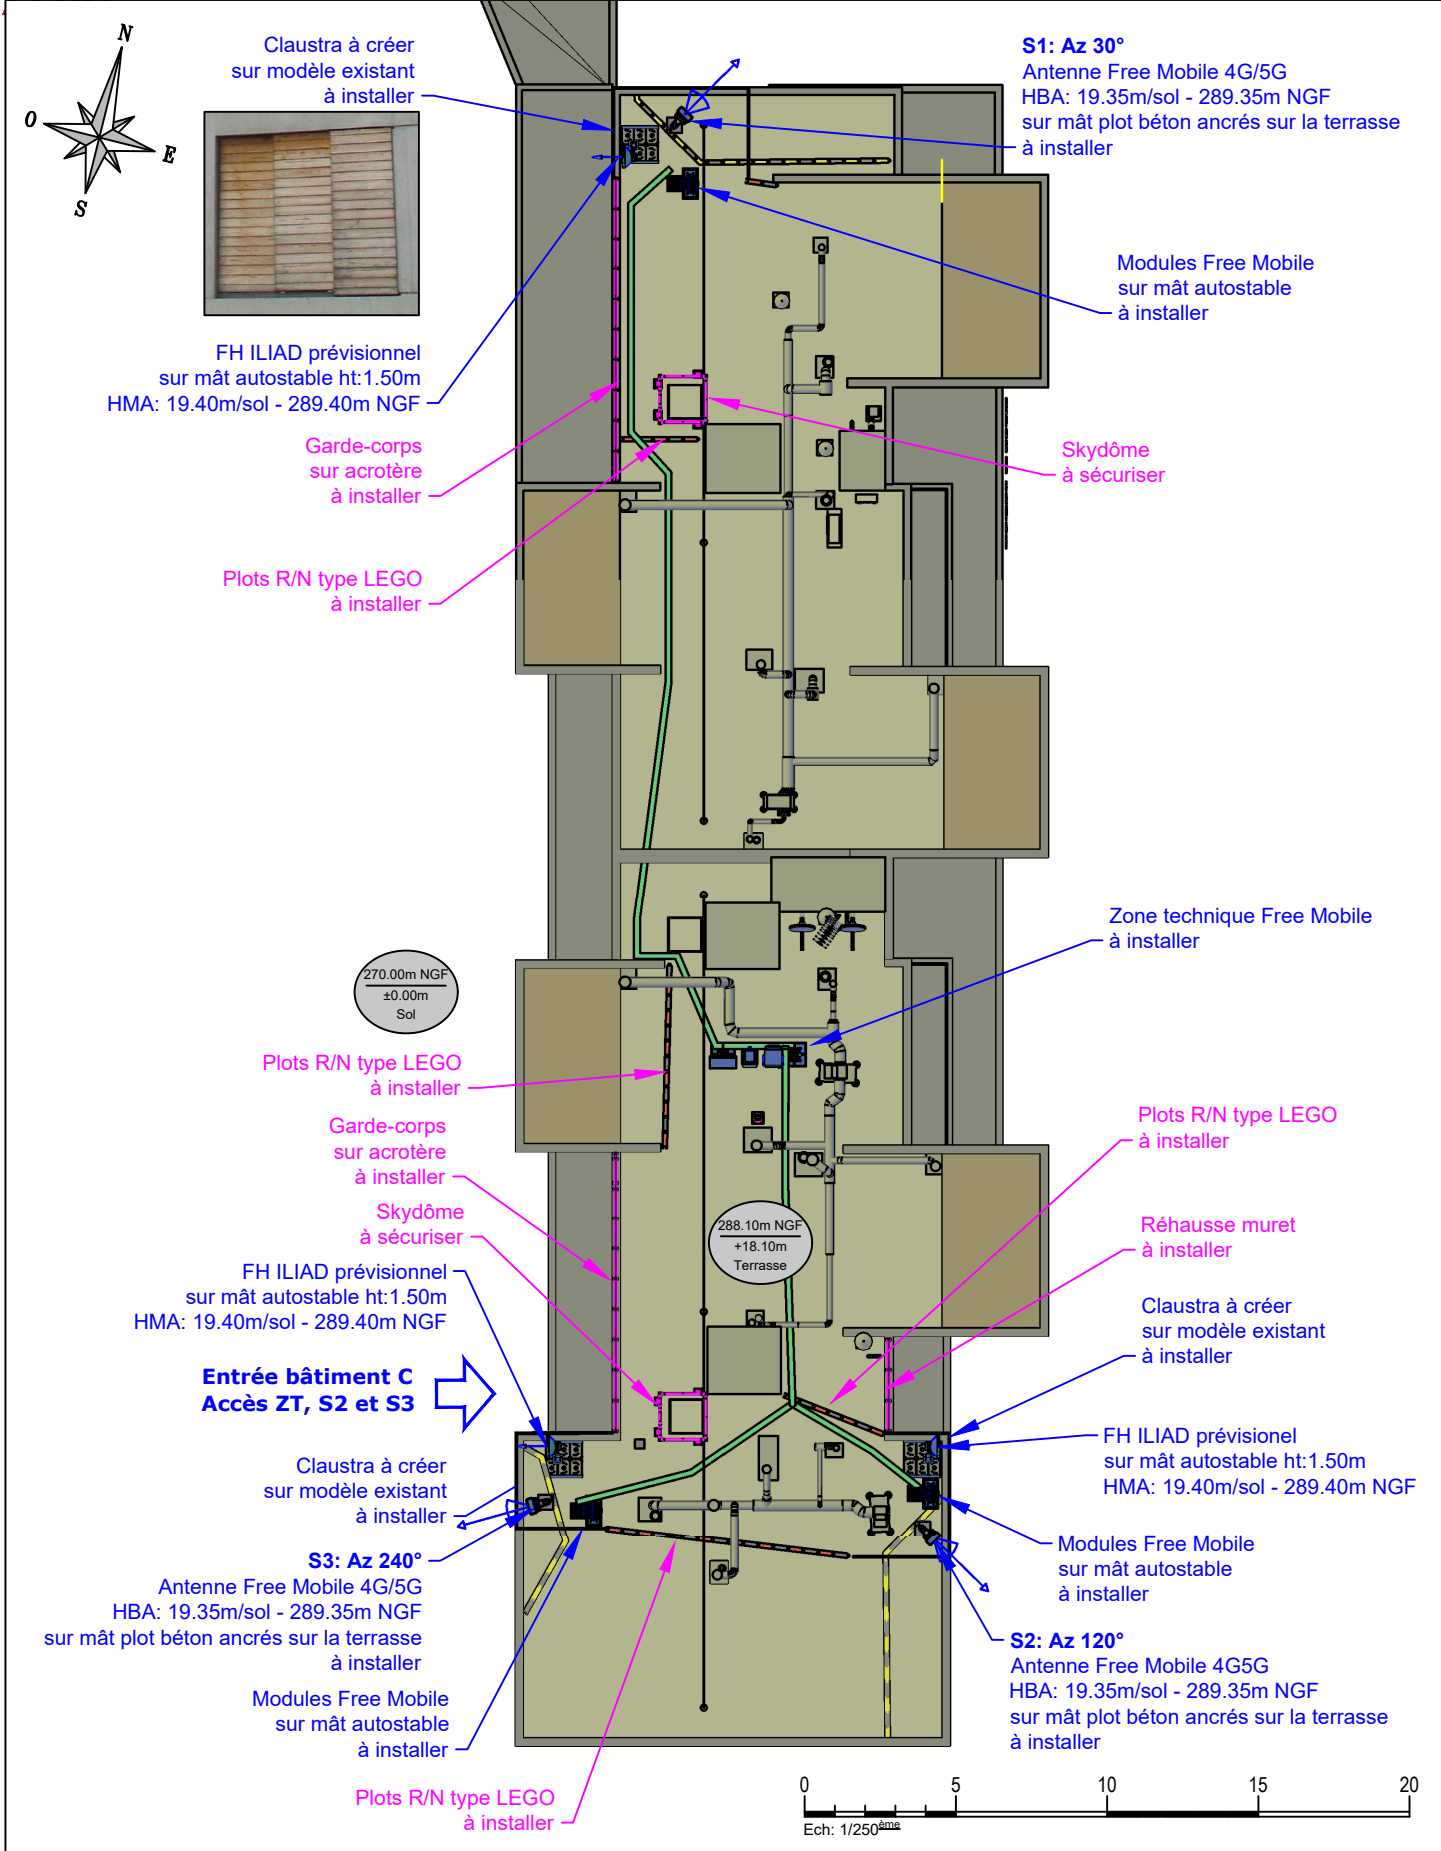 N
O
E
S
Claustra à créer
sur modèle existant
à installer
S1: Az 30°
Antenne Free Mobile 4G/5G
HBA: 19.35m/sol - 289.35m NGF
sur mât plot béton ancrés sur la terrasse
à installer
Modules Free Mobile
sur mât autostable
à installer
FH ILIAD prévisionnel
sur mât autostable ht:1.50m
HMA: 19.40m/sol - 289.40m NGF
Garde-corps
sur acrotère
à installer
Skydôme
à sécuriser
Plots R/N type LEGO
à installer
Zone technique Free Mobile
à installer
270.00m NGF
±0.00m
Sol
Plots R/N type LEGO
à installer
Garde-corps
sur acrotère
à installer
Plots R/N type LEGO
à installer
Skydôme
à sécuriser
288.10m NGF
+18.10m
Terrasse
Réhausse muret
à installer
FH ILIAD prévisionnel
sur mât autostable ht:1.50m
HMA: 19.40m/sol - 289.40m NGF
Claustra à créer
sur modèle existant
à installer
Entrée bâtiment C
Accès ZT, S2 et S3
FH ILIAD prévisionel
sur mât autostable ht:1.50m
HMA: 19.40m/sol - 289.40m NGF
Claustra à créer
sur modèle existant
à installer
Modules Free Mobile
sur mât autostable
à installer
S3: Az 240°
Antenne Free Mobile 4G/5G
HBA: 19.35m/sol - 289.35m NGF
sur mât plot béton ancrés sur la terrasse
à installer
S2: Az 120°
Antenne Free Mobile 4G5G
HBA: 19.35m/sol - 289.35m NGF
sur mât plot béton ancrés sur la terrasse
à installer
Modules Free Mobile
sur mât autostable
à installer
Plots R/N type LEGO
à installer
0 5 10 15 20
Ech: 1/250ème